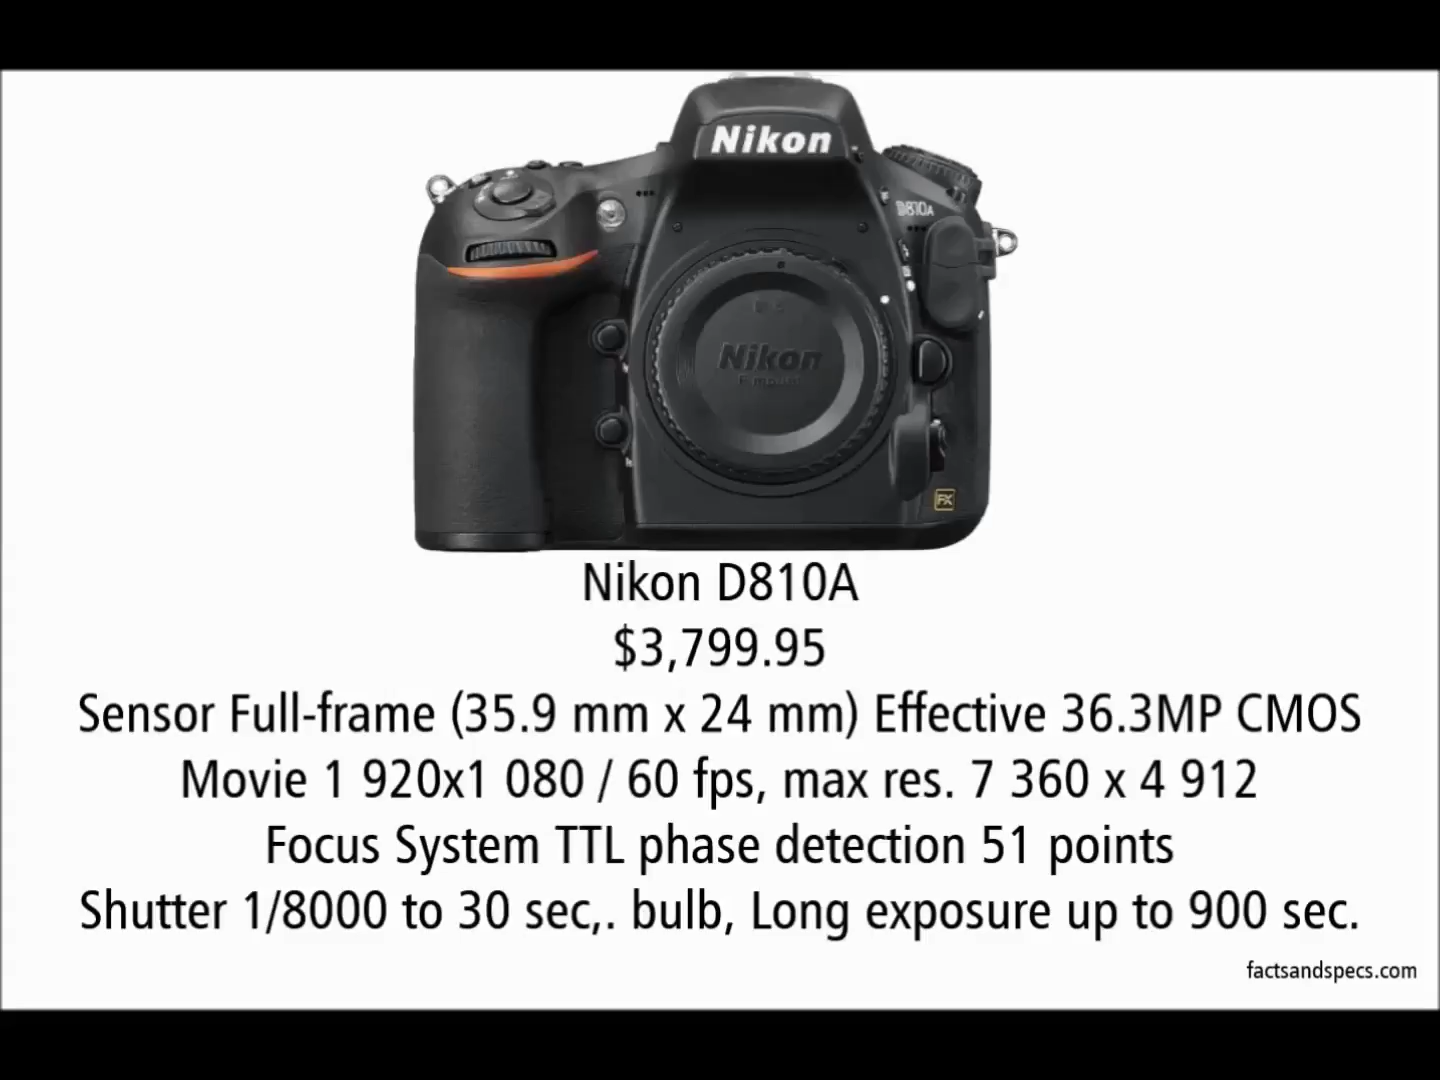 Nikon
D810A
Nikon
FX
Nikon D810A
$3,799.95
Sensor Full-frame (35.9 mm x 24 mm) Effective 36.3MP CMOS
Movie 1 920x1 080 / 60 fps, max res. 7 360 x 4 912
Focus System TTL phase detection 51 points
Shutter 1/8000 to 30 sec,. bulb, Long exposure up to 900 sec.
factsandspecs.com